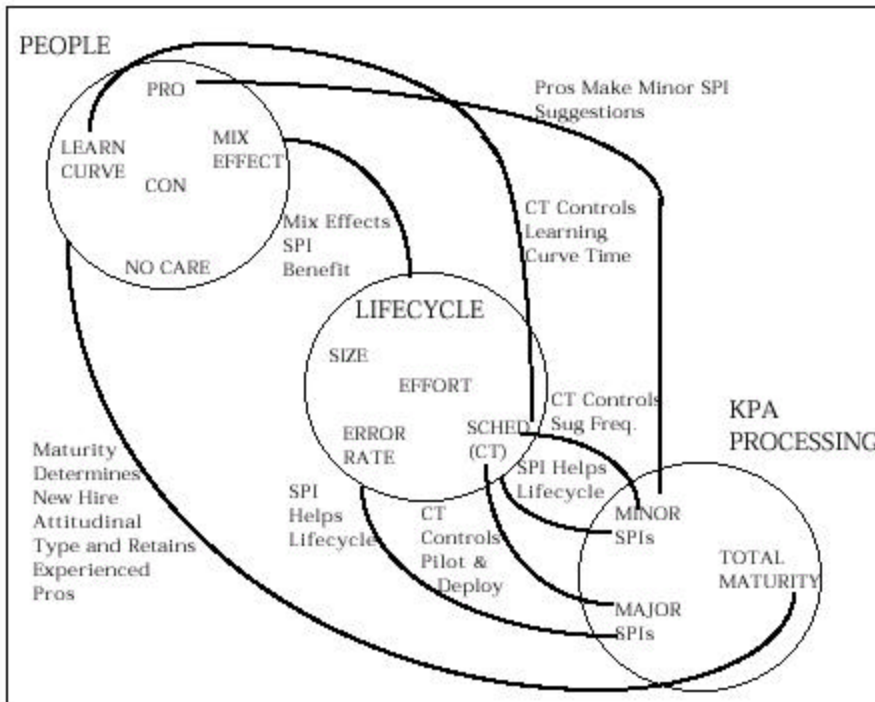 PEOPLE
PRO
LEARN
CURVE
MIX
EFFECT
CON
NO CARE
Pros Make Minor SPI
Suggestions
Mix Effects
SPI
Benefit
CT Controls
Learning
Curve Time
LIFECYCLE
SIZE
EFFORT
ERROR
RATE
SCHED
(CT)
CT Controls
Sug Freq.
KPA
PROCESSING
SPI Helps
Lifecycle
Maturity
Determines
New Hire
Attitudinal
Type and Retains
Experienced
Pros
SPI
Helps
Lifecycle
CT
Controls
Pilot &
Deploy
MINOR
SPIs
TOTAL
MATURITY
MAJOR
SPIs